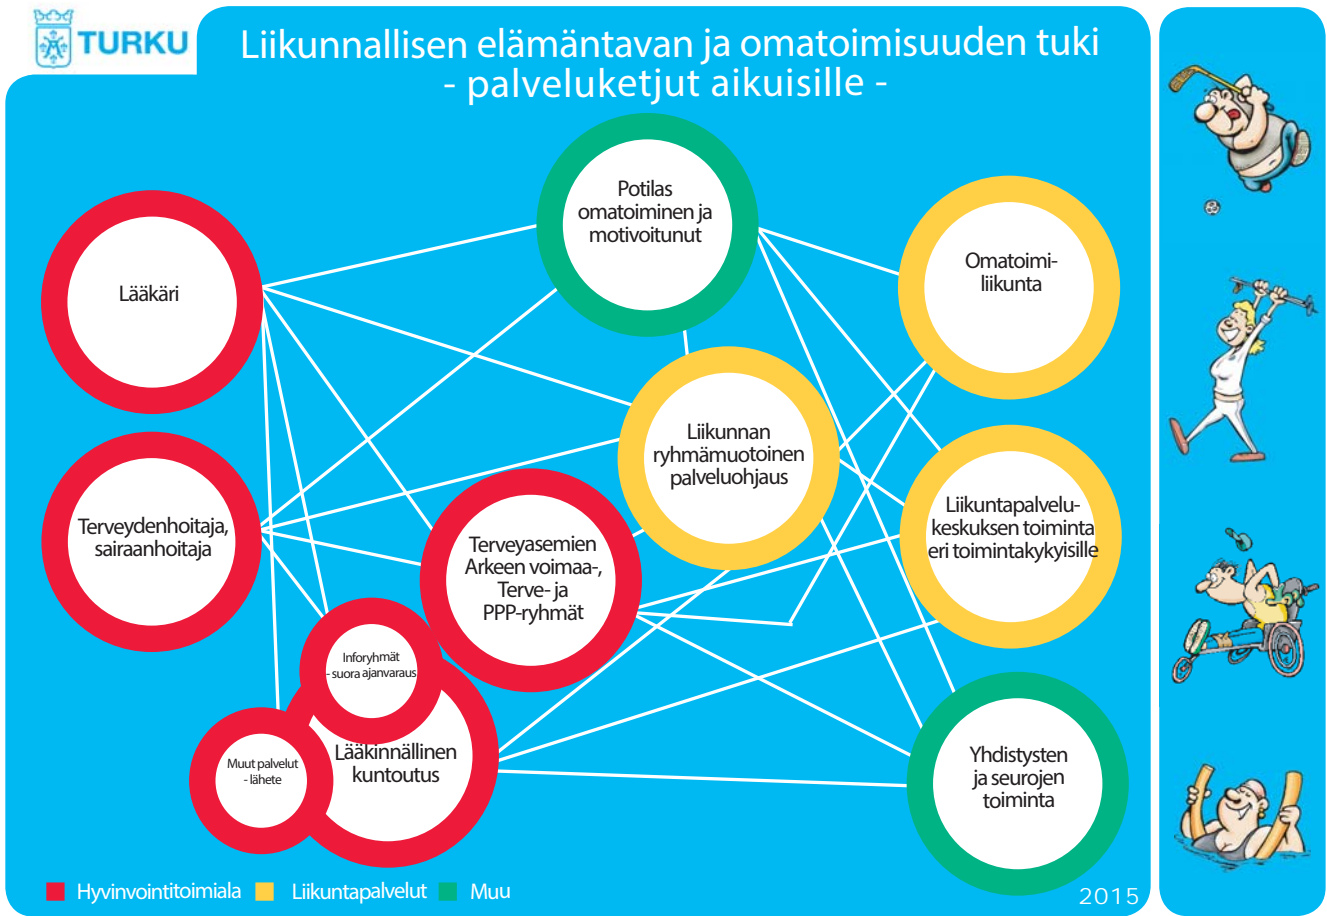 TURKU
Liikunnallisen elämäntavan ja omatoimisuuden tuki
- palveluketjut aikuisille -
Potilas
omatoiminen ja
motivoitunut
Lääkäri
Omatoimi-
liikunta
Liikunnan
ryhmämuotoinen
palveluohjaus
Terveydenhoitaja,
sairaanhoitaja
Liikuntapalvelu-
keskuksen toiminta
eri toimintakykyisille
Terveyasemien
Arkeen voimaa-,
Terve- ja
PPP-ryhmät
Inforyhmät
- suora ajanvaraus
Lääkinnällinen
kuntoutus
Muut palvelut
- lähete
Yhdistysten
ja seurojen
toiminta
Hyvinvointitoimiala
Liikuntapalvelut
Muu
2015